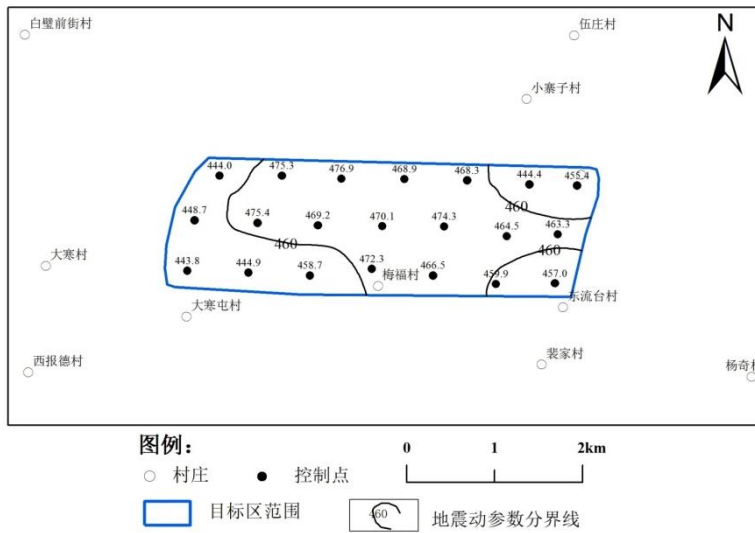 白璧前街村
伍庄村
N
小寨子村
444.0 475.3 476.9 468.9 468.3 444.4 455.4
460
448.7 475.4 469.2 470.1 474.3 464.5 463.3
460 460
443.8 444.9 458.7 472.3 466.5 459.9 457.0
大寒村
梅福村
东流台村
大寒屯村
西报德村
裴家村
杨奇村
图例：
0 1 2km
村庄 控制点
目标区范围 460 地震动参数分界线